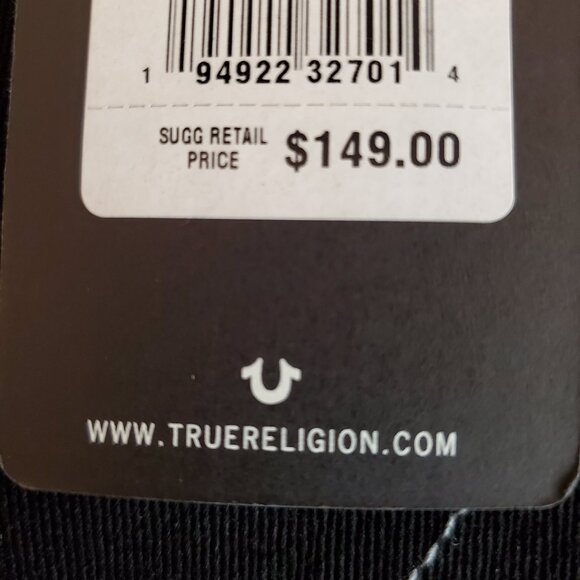 1 94922 32701 4
SUGG RETAIL
PRICE $149.00
WWW.TRUERELIGION.COM